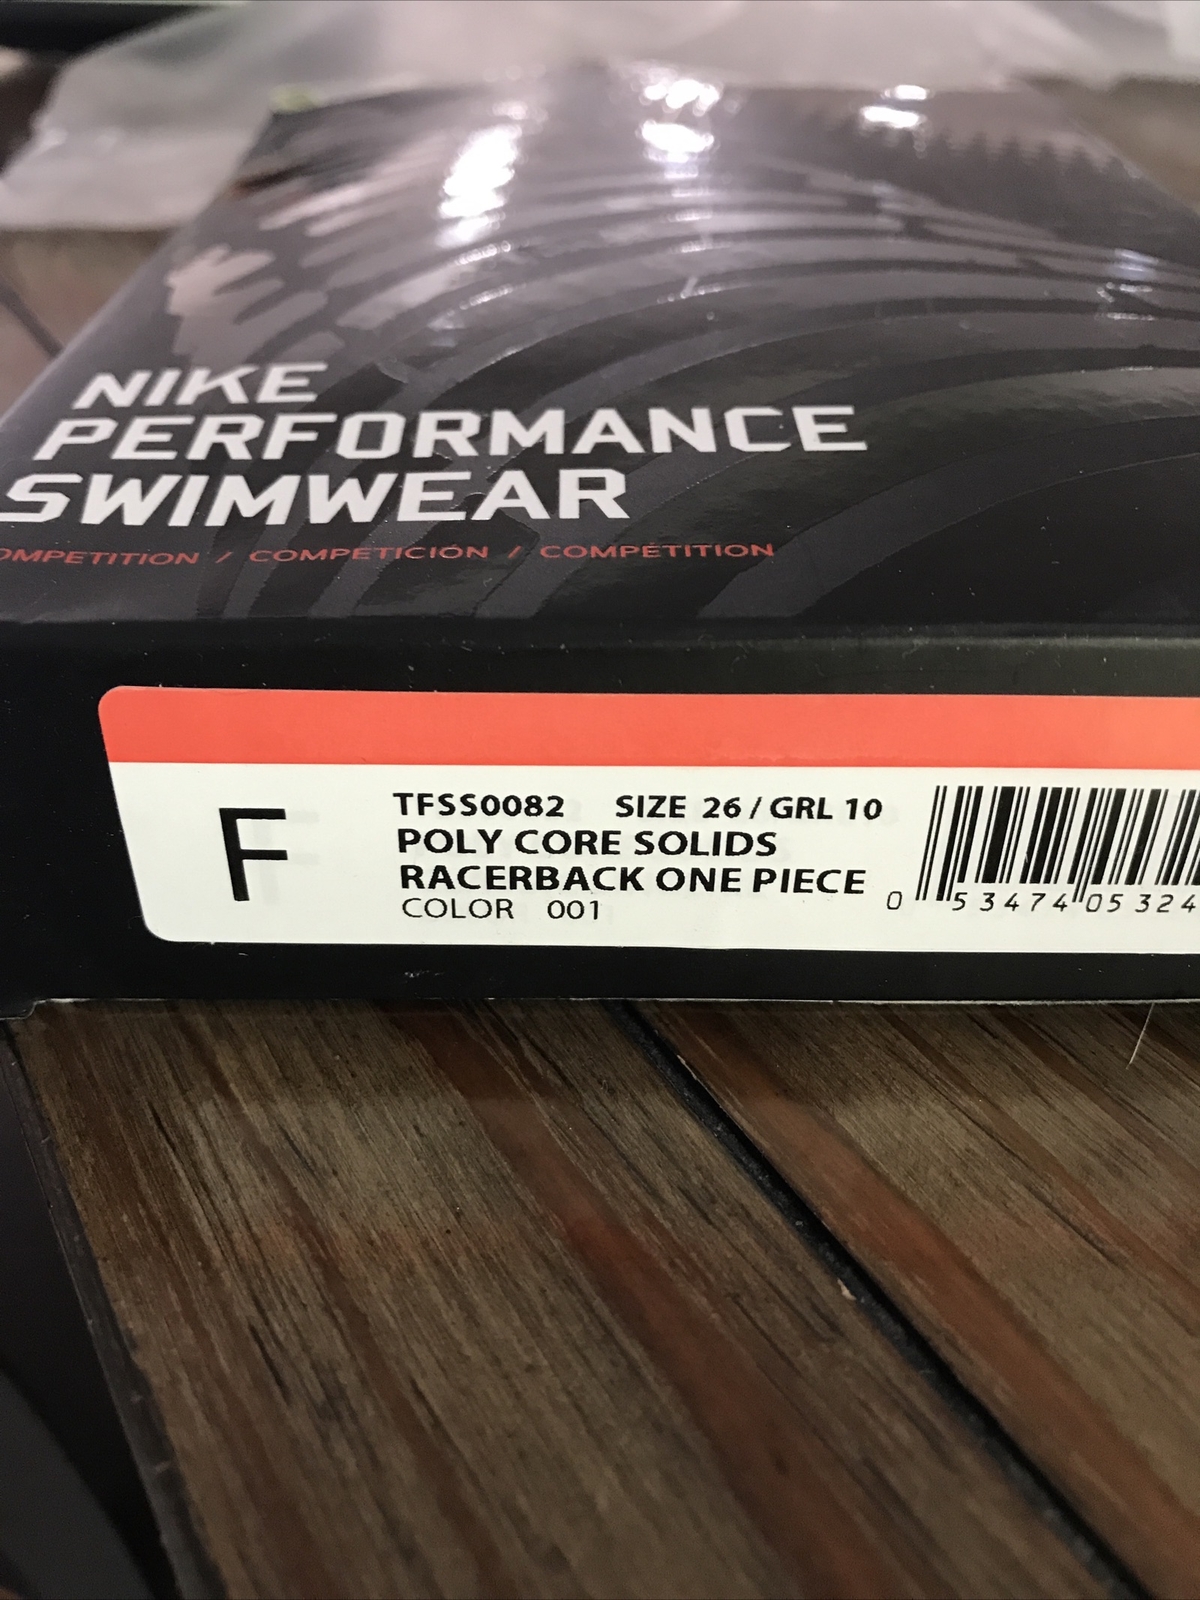 NIKE
PERFORMANCE
SWIMWEAR
OMPETITION / COMPETICIÓN / COMPÉTITION
F
TFSS0082 SIZE 26 / GRL 10
POLY CORE SOLIDS
RACERBACK ONE PIECE
COLOR 001
0 53474 05324